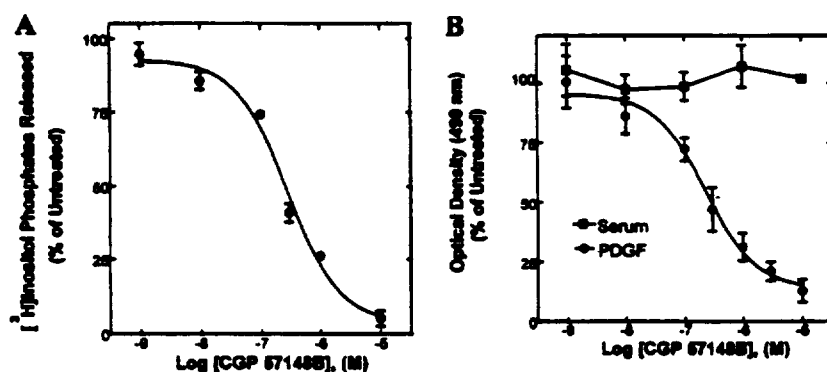 A
[³H]Inositol Phosphates Released
(% of Untreated)
100
75
50
25
0
-9 -8 -7 -6 -5
Log [CGP 57148B], (M)
B
Optical Density (490 nm)
(% of Untreated)
100
75
50
25
0
Serum
PDGF
-9 -8 -7 -6 -5
Log [CGP 57148B], (M)